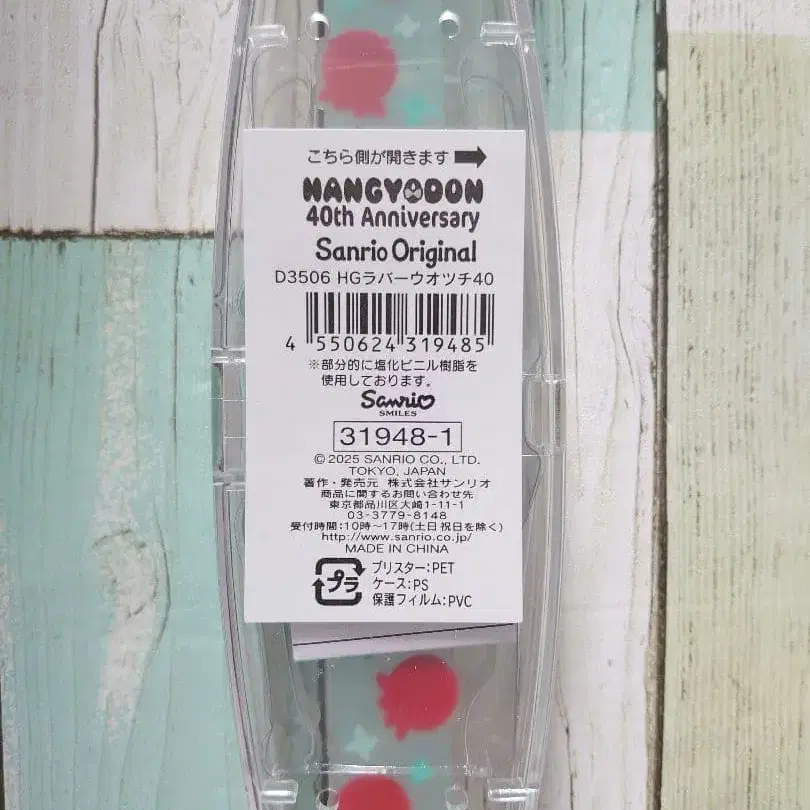 こちら側が開きます
HANGYODON
40th Anniversary
Sanrio Original
D3506 HGラバーウオツチ40
4 550624 319485
※部分的に塩化ビニル樹脂を
使用しております。
Sanrio
SMILES
31948-1
© 2025 SANRIO CO., LTD.
TOKYO, JAPAN
著作・発売元 株式会社サンリオ
商品に関するお問い合わせ先
東京都品川区大崎1-11-1
03-3779-8148
受付時間:10時~17時(土日祝日を除く)
http://www.sanrio.co.jp/
MADE IN CHINA
プラ
ブリスター:PET
ケース:PS
保護フィルム:PVC